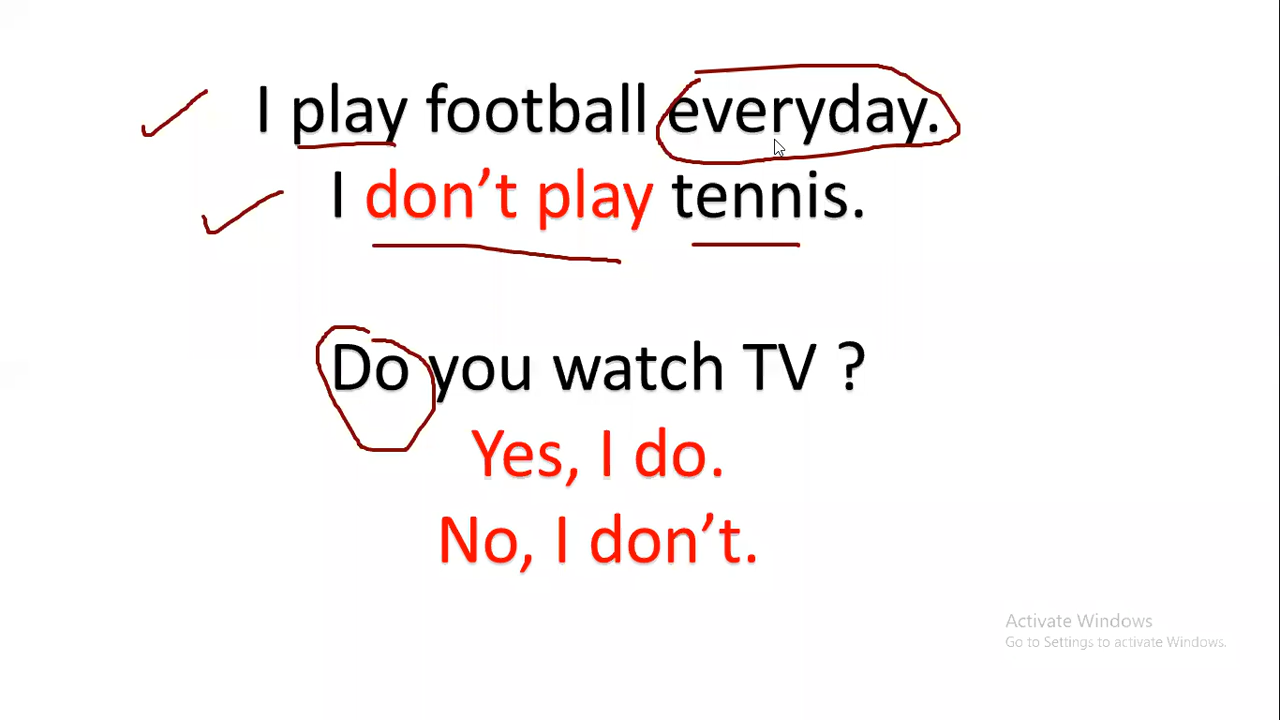 I play football everyday.
I don’t play tennis.
Do you watch TV ?
Yes, I do.
No, I don’t.
Activate Windows
Go to Settings to activate Windows.